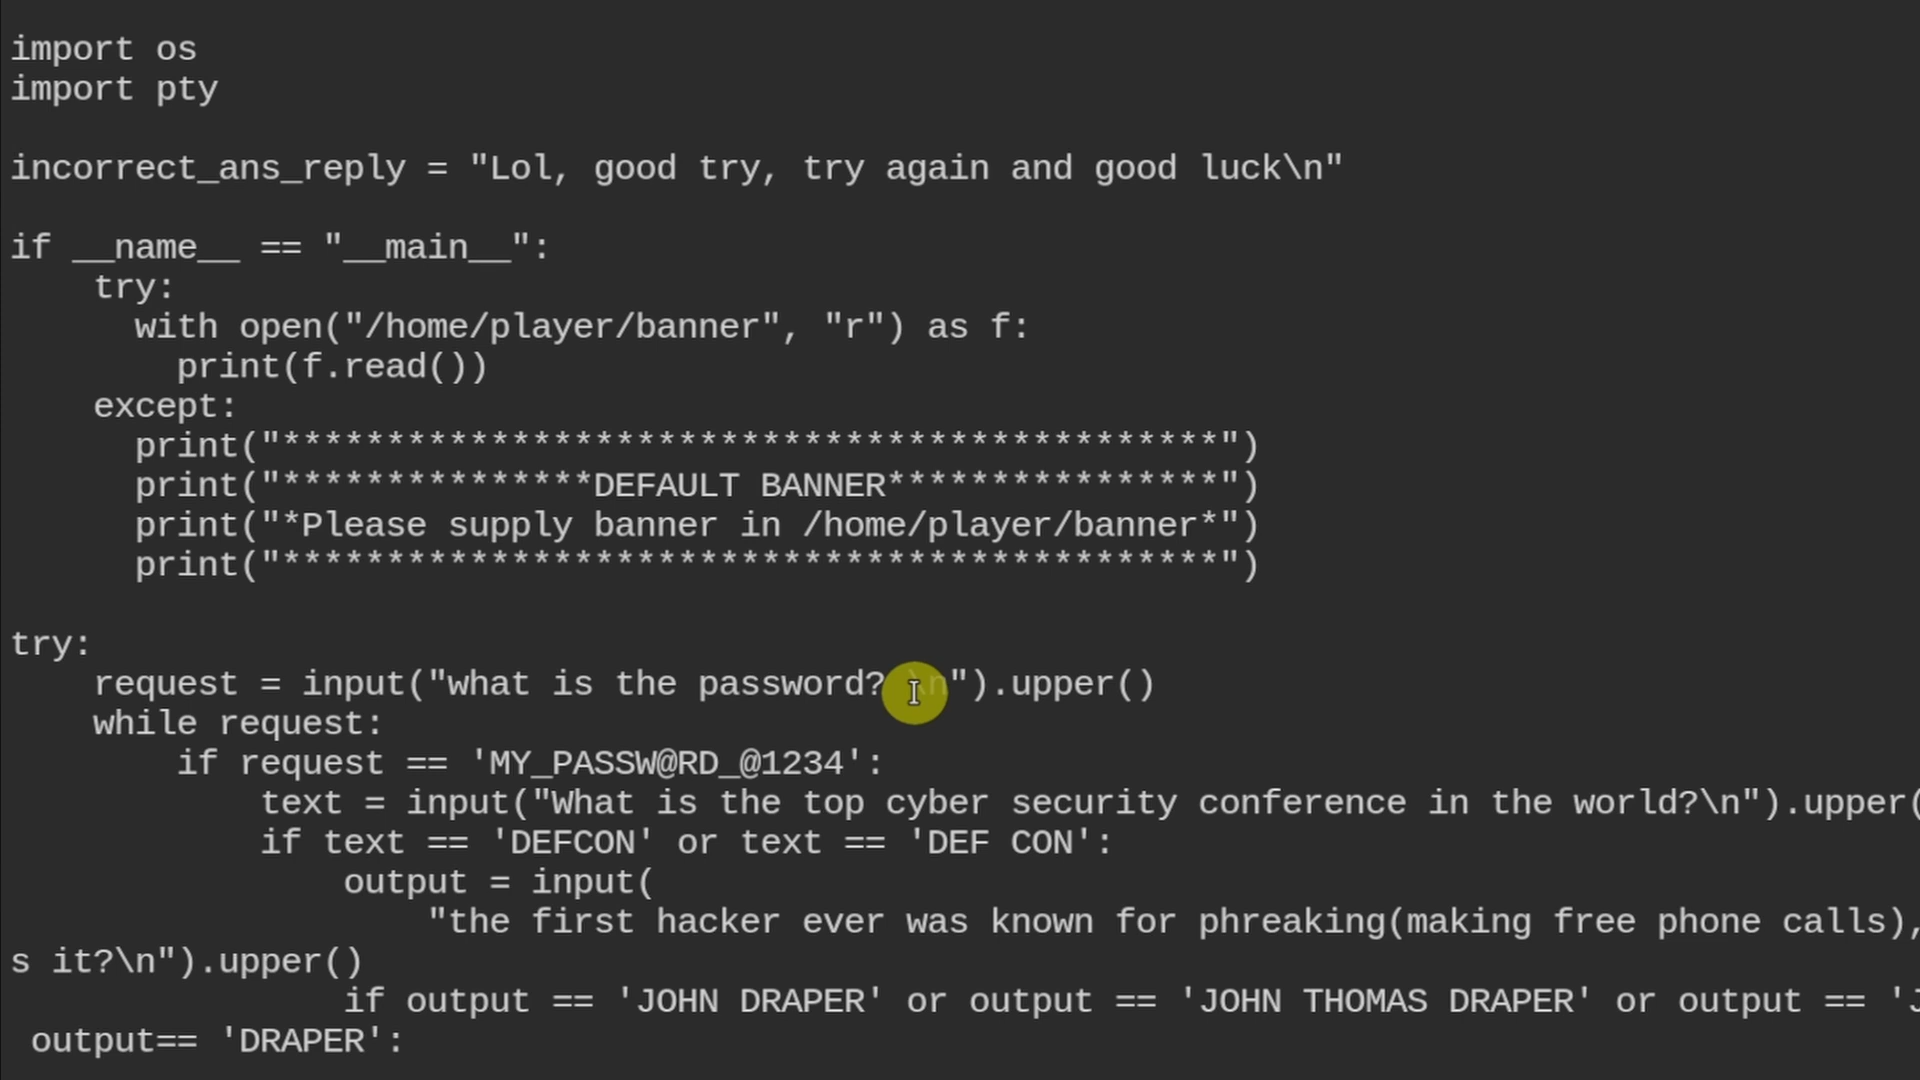 import os
import pty
incorrect_ans_reply = "Lol, good try, try again and good luck\n"
if __name__ == "__main__":
    try:
      with open("/home/player/banner", "r") as f:
        print(f.read())
    except:
      print("*********************************************")
      print("***************DEFAULT BANNER****************")
      print("*Please supply banner in /home/player/banner*")
      print("*********************************************")
try:
    request = input("what is the password? \n").upper()
    while request:
        if request == 'MY_PASSW@RD_@1234':
            text = input("What is the top cyber security conference in the world?\n").upper(
            if text == 'DEFCON' or text == 'DEF CON':
                output = input(
                    "the first hacker ever was known for phreaking(making free phone calls),
s it?\n").upper()
                if output == 'JOHN DRAPER' or output == 'JOHN THOMAS DRAPER' or output == 'J
 output== 'DRAPER':